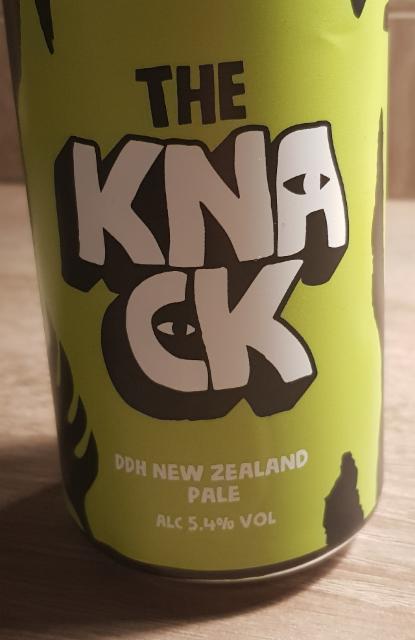 THE
KNA
CK
DDH NEW ZEALAND
PALE
ALC 5.4% VOL